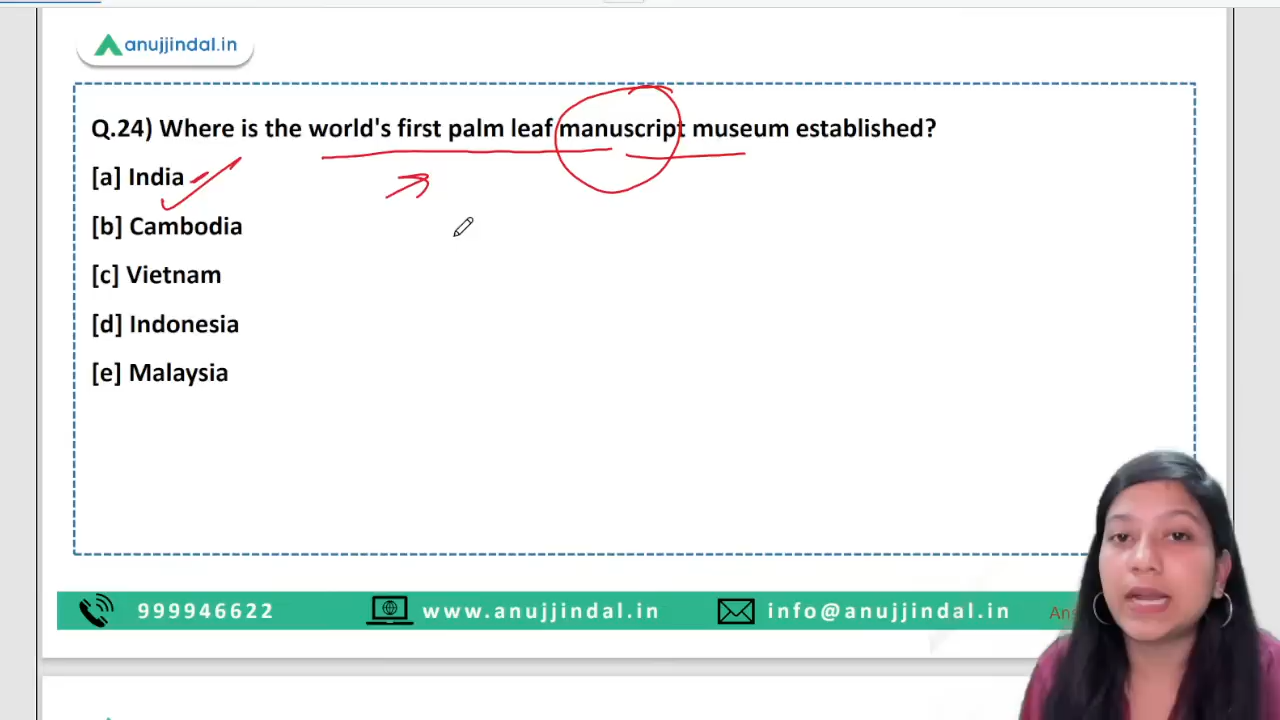 anujjindal.in
Q.24) Where is the world's first palm leaf manuscript museum established?
[a] India
[b] Cambodia
[c] Vietnam
[d] Indonesia
[e] Malaysia
999946622
www.anujjindal.in
info@anujjindal.in